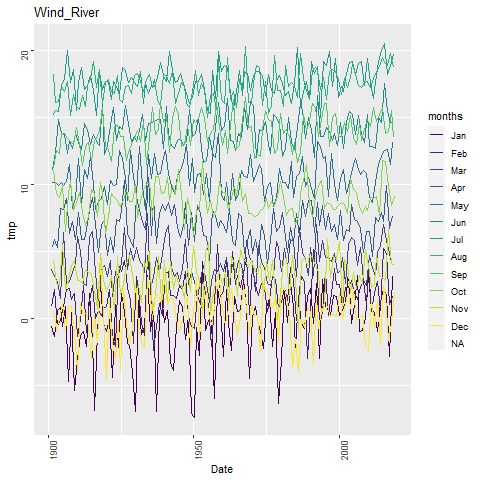 Wind_River
tmp
20
10
0
1900
1950
2000
Date
months
Jan
Feb
Mar
Apr
May
Jun
Jul
Aug
Sep
Oct
Nov
Dec
NA